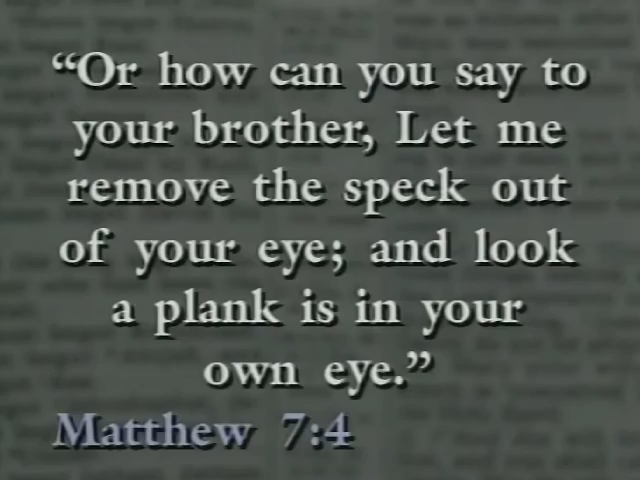 “Or how can you say to
your brother, Let me
remove the speck out
of your eye; and look
a plank is in your
own eye.”
Matthew 7:4